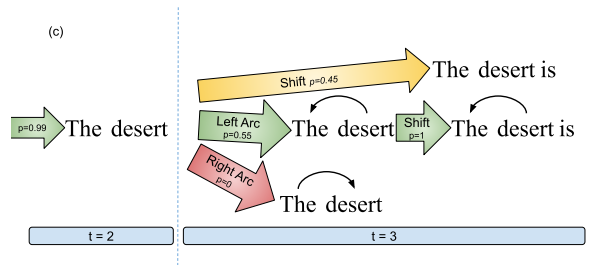 (c)
p=0.99
The desert
Shift p=0.45
The desert is
Left Arc
p=0.55
The desert
Shift
p=1
The desert is
Right Arc
p=0
The desert
t = 2
t = 3